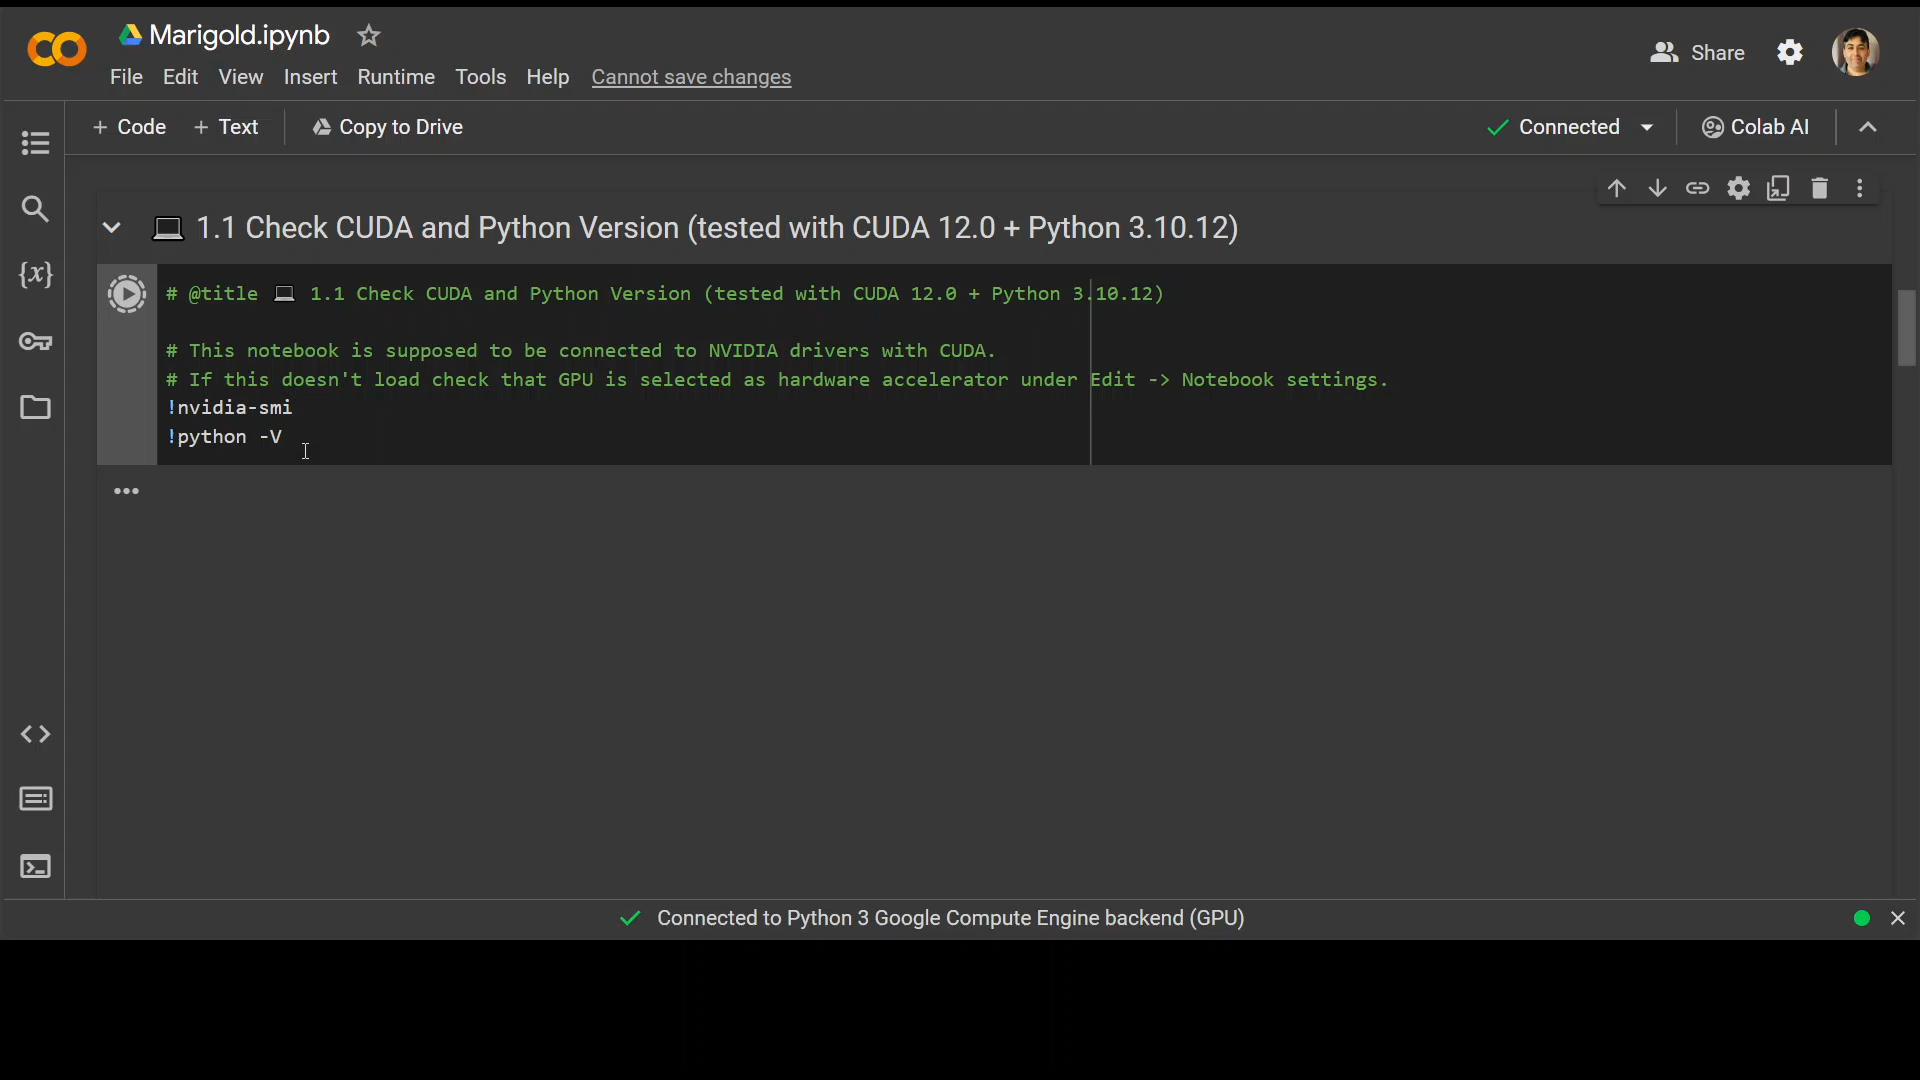 Marigold.ipynb
Share
File Edit View Insert Runtime Tools Help Cannot save changes
+ Code + Text Copy to Drive Connected Colab AI
1.1 Check CUDA and Python Version (tested with CUDA 12.0 + Python 3.10.12)
# @title 💻 1.1 Check CUDA and Python Version (tested with CUDA 12.0 + Python 3.10.12)
# This notebook is supposed to be connected to NVIDIA drivers with CUDA.
# If this doesn't load check that GPU is selected as hardware accelerator under Edit -> Notebook settings.
!nvidia-smi
!python -V
Connected to Python 3 Google Compute Engine backend (GPU)